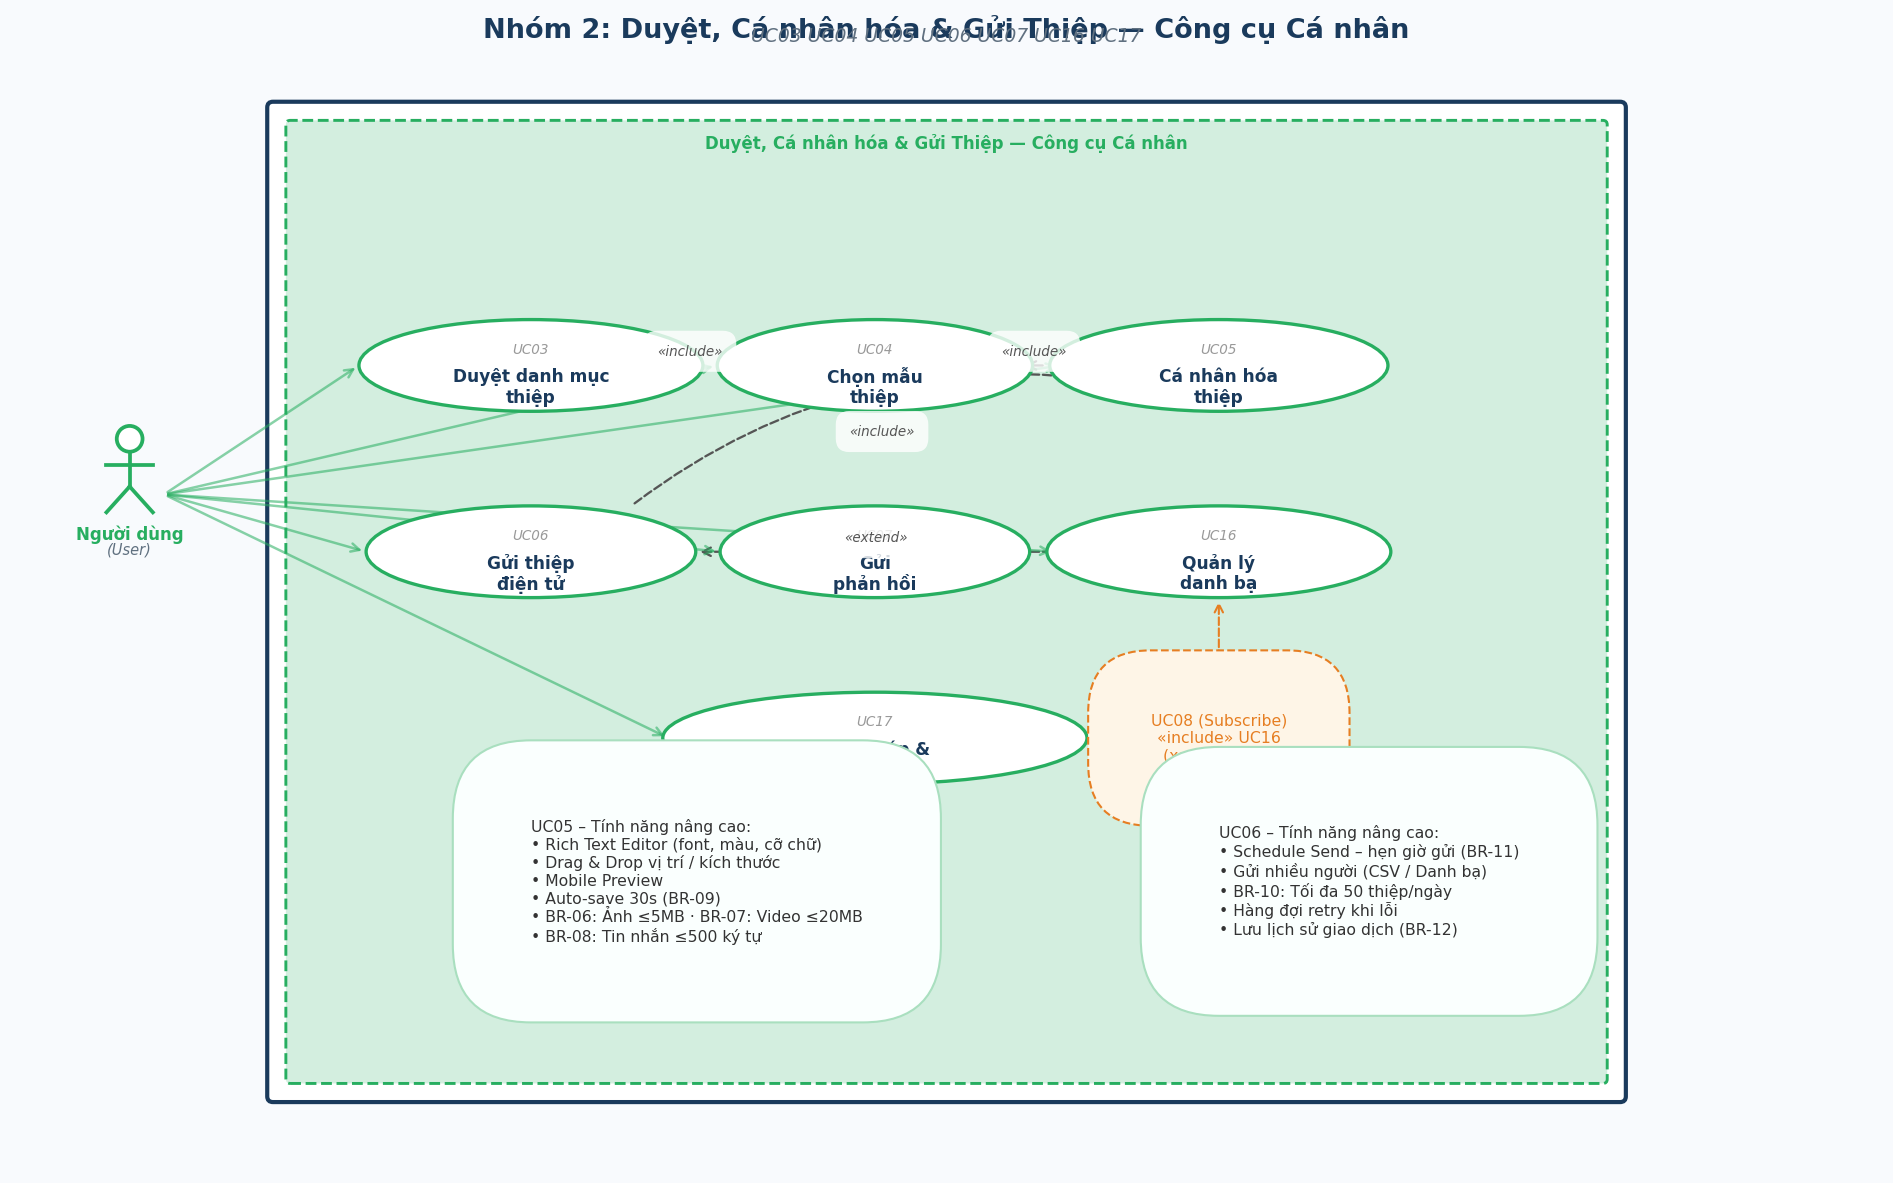 Nhóm 2: Duyệt, Cá nhân hóa & Gửi Thiệp — Công cụ Cá nhân
UC03 UC04 UC05 UC06 UC07 UC16 UC17
Duyệt, Cá nhân hóa & Gửi Thiệp — Công cụ Cá nhân
UC03
Duyệt danh mục
thiệp
«include»
UC04
Chọn mẫu
thiệp
«include»
UC05
Cá nhân hóa
thiệp
«include»
Người dùng
(User)
UC06
Gửi thiệp
điện tử
«extend»
Gửi
phản hồi
UC16
Quản lý
danh bạ
UC17
&
UC08 (Subscribe)
«include» UC16
UC05 – Tính năng nâng cao:
• Rich Text Editor (font, màu, cỡ chữ)
• Drag & Drop vị trí / kích thước
• Mobile Preview
• Auto-save 30s (BR-09)
• BR-06: Ảnh ≤5MB · BR-07: Video ≤20MB
• BR-08: Tin nhắn ≤500 ký tự
UC06 – Tính năng nâng cao:
• Schedule Send – hẹn giờ gửi (BR-11)
• Gửi nhiều người (CSV / Danh bạ)
• BR-10: Tối đa 50 thiệp/ngày
• Hàng đợi retry khi lỗi
• Lưu lịch sử giao dịch (BR-12)